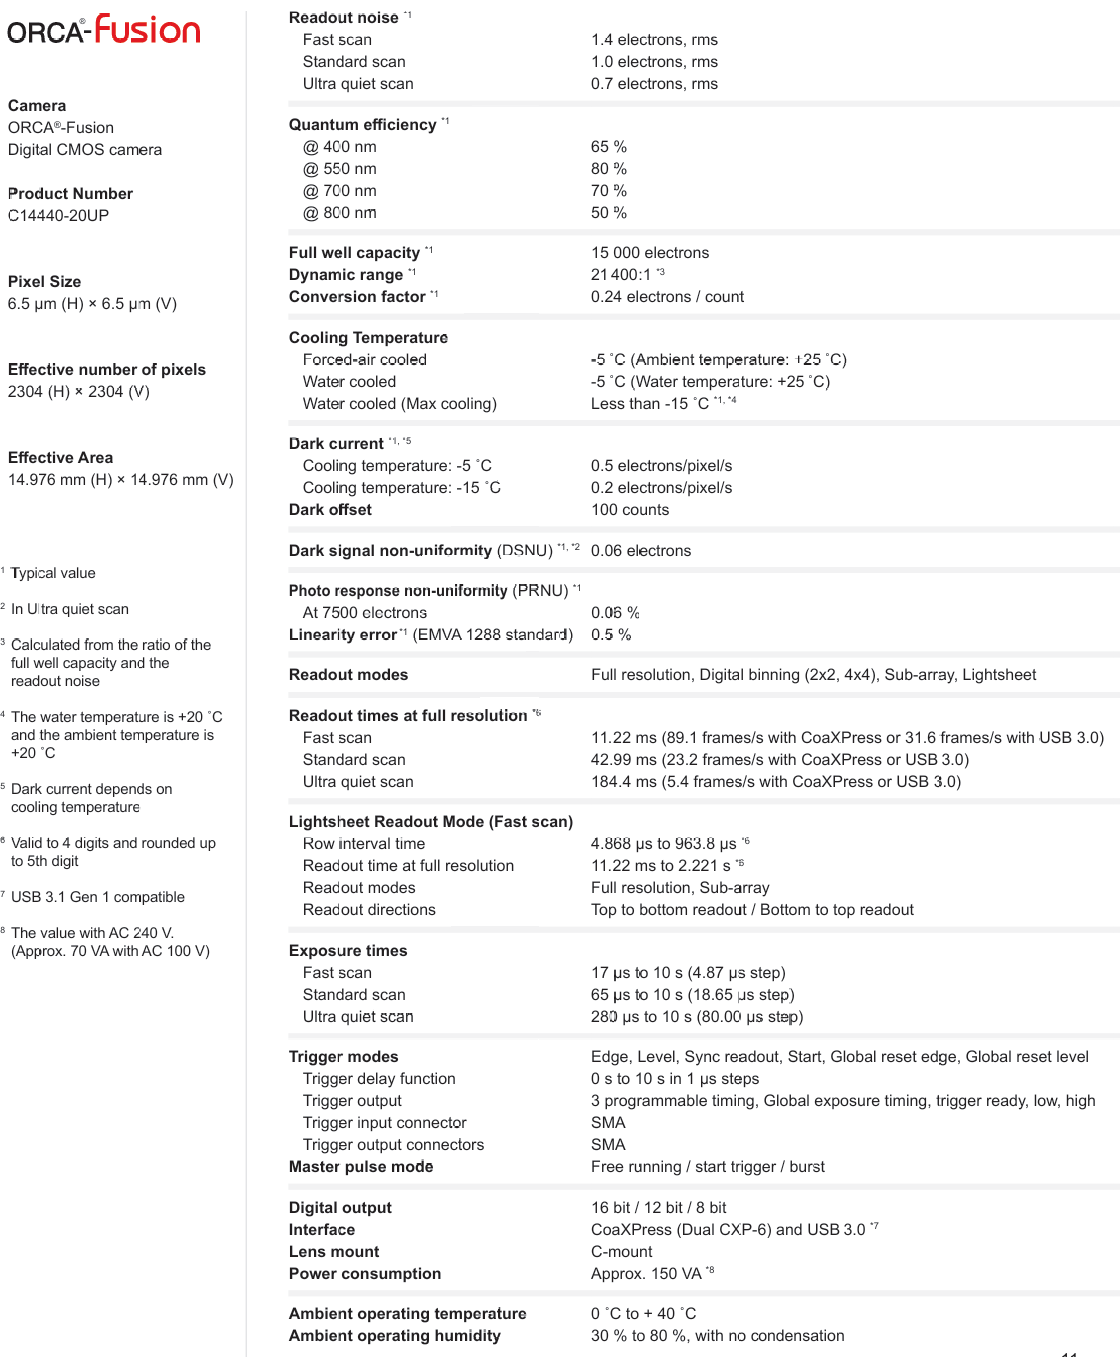 ORCA®-Fusion
Camera
ORCA®-Fusion
Digital CMOS camera
Product Number
C14440-20UP
Pixel Size
6.5 µm (H) × 6.5 µm (V)
Effective number of pixels
2304 (H) × 2304 (V)
Effective Area
14.976 mm (H) × 14.976 mm (V)
1 Typical value
2 In Ultra quiet scan
3 Calculated from the ratio of the
full well capacity and the
readout noise
4 The water temperature is +20 ˚C
and the ambient temperature is
+20 ˚C
5 Dark current depends on
cooling temperature
6 Valid to 4 digits and rounded up
to 5th digit
7 USB 3.1 Gen 1 compatible
8 The value with AC 240 V.
(Approx. 70 VA with AC 100 V)
Readout noise *1
Fast scan 1.4 electrons, rms
Standard scan 1.0 electrons, rms
Ultra quiet scan 0.7 electrons, rms
Quantum efficiency *1
@ 400 nm 65 %
@ 550 nm 80 %
@ 700 nm 70 %
@ 800 nm 50 %
Full well capacity *1 15 000 electrons
Dynamic range *1 21 400:1 *3
Conversion factor *1 0.24 electrons / count
Cooling Temperature
Forced-air cooled -5 ˚C (Ambient temperature: +25 ˚C)
Water cooled -5 ˚C (Water temperature: +25 ˚C)
Water cooled (Max cooling) Less than -15 ˚C *1, *4
Dark current *1, *5
Cooling temperature: -5 ˚C 0.5 electrons/pixel/s
Cooling temperature: -15 ˚C 0.2 electrons/pixel/s
Dark offset 100 counts
Dark signal non-uniformity (DSNU) *1, *2 0.06 electrons
Photo response non-uniformity (PRNU) *1
At 7500 electrons 0.06 %
Linearity error *1 (EMVA 1288 standard) 0.5 %
Readout modes Full resolution, Digital binning (2x2, 4x4), Sub-array, Lightsheet
Readout times at full resolution *6
Fast scan 11.22 ms (89.1 frames/s with CoaXPress or 31.6 frames/s with USB 3.0)
Standard scan 42.99 ms (23.2 frames/s with CoaXPress or USB 3.0)
Ultra quiet scan 184.4 ms (5.4 frames/s with CoaXPress or USB 3.0)
Lightsheet Readout Mode (Fast scan)
Row interval time 4.868 µs to 963.8 µs *6
Readout time at full resolution 11.22 ms to 2.221 s *6
Readout modes Full resolution, Sub-array
Readout directions Top to bottom readout / Bottom to top readout
Exposure times
Fast scan 17 µs to 10 s (4.87 µs step)
Standard scan 65 µs to 10 s (18.65 µs step)
Ultra quiet scan 280 µs to 10 s (80.00 µs step)
Trigger modes Edge, Level, Sync readout, Start, Global reset edge, Global reset level
Trigger delay function 0 s to 10 s in 1 µs steps
Trigger output 3 programmable timing, Global exposure timing, trigger ready, low, high
Trigger input connector SMA
Trigger output connectors SMA
Master pulse mode Free running / start trigger / burst
Digital output 16 bit / 12 bit / 8 bit
Interface CoaXPress (Dual CXP-6) and USB 3.0 *7
Lens mount C-mount
Power consumption Approx. 150 VA *8
Ambient operating temperature 0 ˚C to + 40 ˚C
Ambient operating humidity 30 % to 80 %, with no condensation